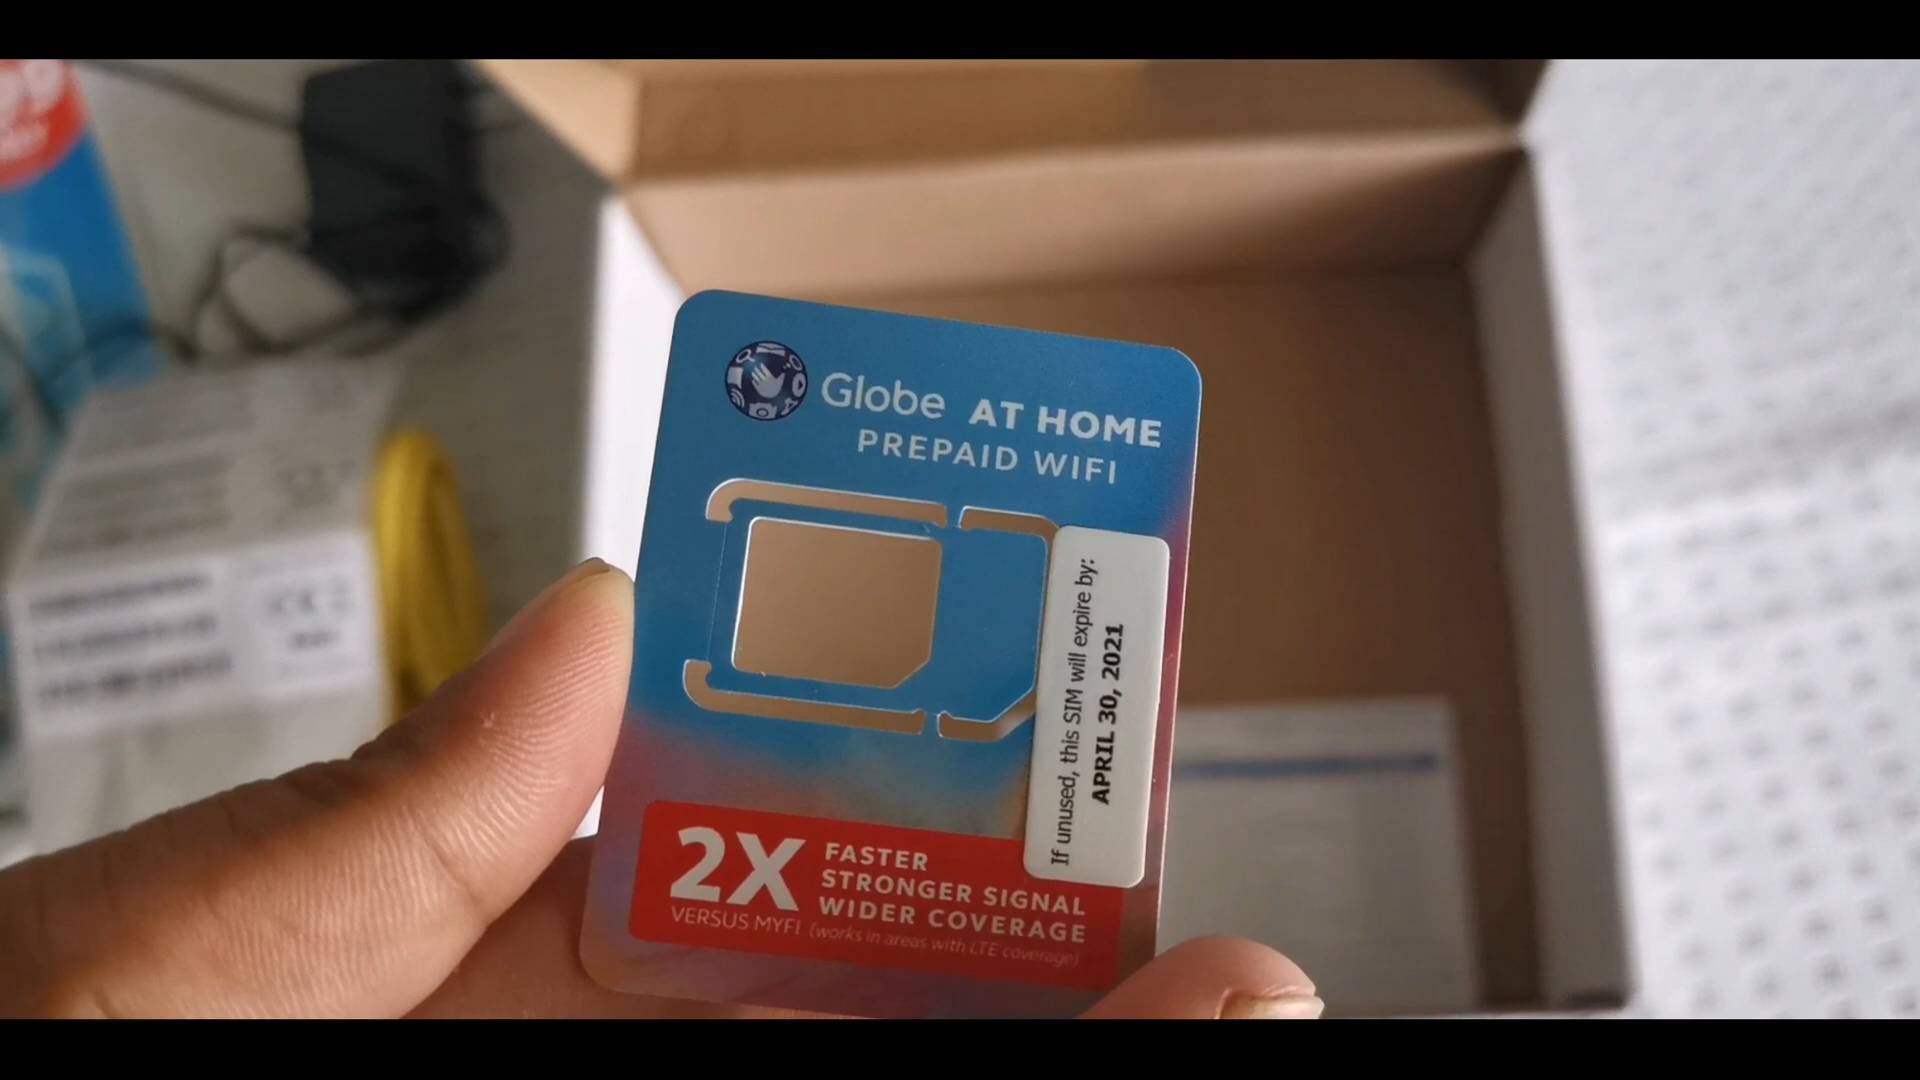 Globe AT HOME
PREPAID WIFI
If unused, this SIM will expire by:
APRIL 30, 2021
2X
VERSUS MYFI
FASTER
STRONGER SIGNAL
WIDER COVERAGE
(works in areas with LTE coverage)